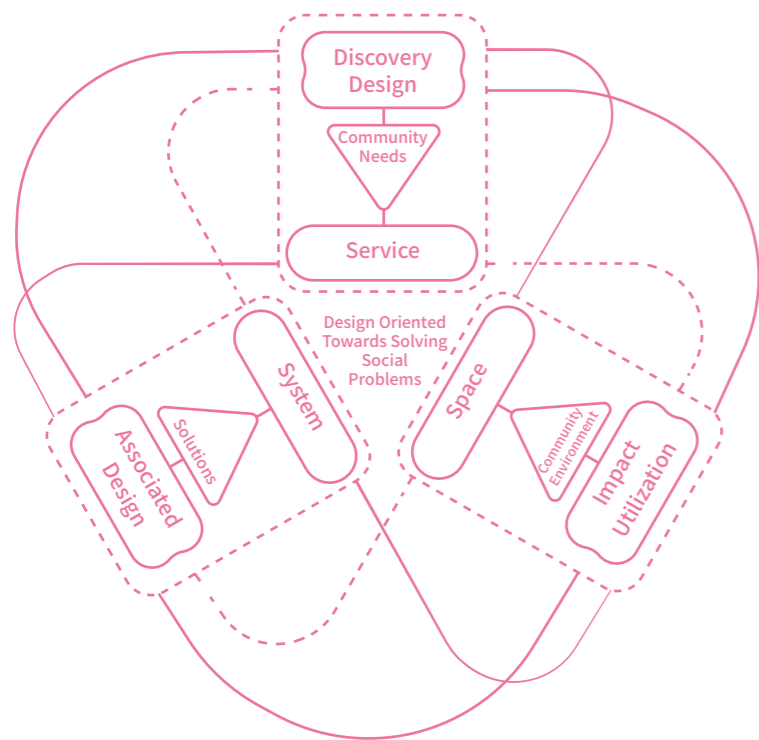 Discovery
Design
Community
Needs
Service
Design Oriented
Towards Solving
Social
Problems
System
Solutions
Associated
Design
Space
Community
Environment
Impact
Utilization